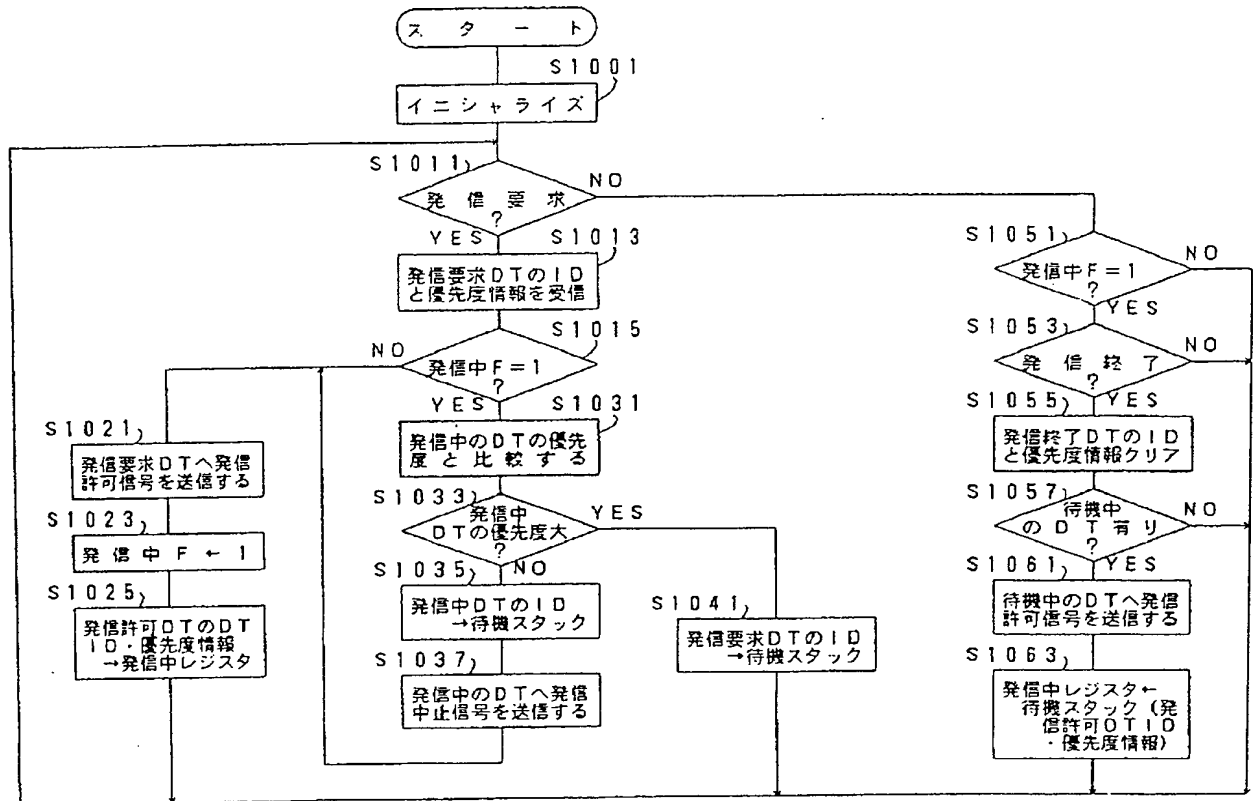 スタート
S1001
イニシャライズ
S1011
発信要求
?
NO
YES
S1013
発信要求DTのID
と優先度情報を受信
S1015
発信中F=1
?
NO
YES
S1021
発信要求DTへ発信
許可信号を送信する
S1023
発信中F←1
S1025
発信許可DTのDT
ID・優先度情報
→発信中レジスタ
S1031
発信中のDTの優先
度と比較する
S1033
発信中
DTの優先度大
?
YES
NO
S1035
発信中DTのID
→待機スタック
S1037
発信中のDTへ発信
中止信号を送信する
S1041
発信要求DTのID
→待機スタック
S1051
発信中F=1
?
NO
YES
S1053
発信終了
?
NO
YES
S1055
発信終了DTのID
と優先度情報クリア
S1057
待機中
のDT有り
?
NO
YES
S1061
待機中のDTへ発信
許可信号を送信する
S1063
発信中レジスタ←
待機スタック(発
信許可DTID
・優先度情報)